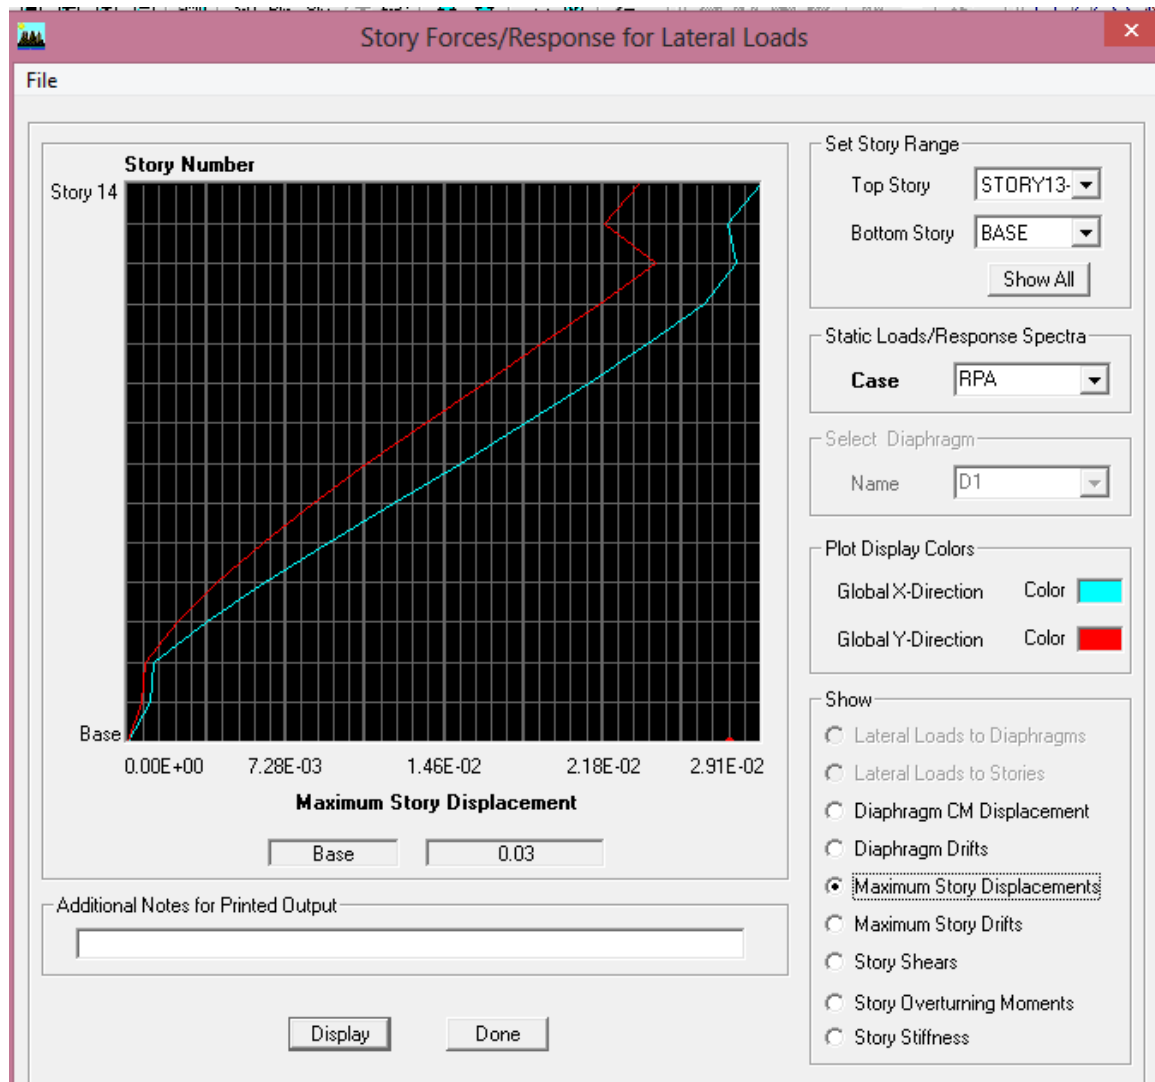 Story Forces/Response for Lateral Loads
File
Story Number
Story 14
Base
0.00E+00 7.28E-03 1.46E-02 2.18E-02 2.91E-02
Maximum Story Displacement
Base 0.03
Additional Notes for Printed Output
Display Done
Set Story Range
Top Story STORY13-
Bottom Story BASE
Show All
Static Loads/Response Spectra
Case RPA
Select Diaphragm
Name D1
Plot Display Colors
Global X-Direction Color
Global Y-Direction Color
Show
Lateral Loads to Diaphragms
Lateral Loads to Stories
Diaphragm CM Displacement
Diaphragm Drifts
Maximum Story Displacements
Maximum Story Drifts
Story Shears
Story Overturning Moments
Story Stiffness